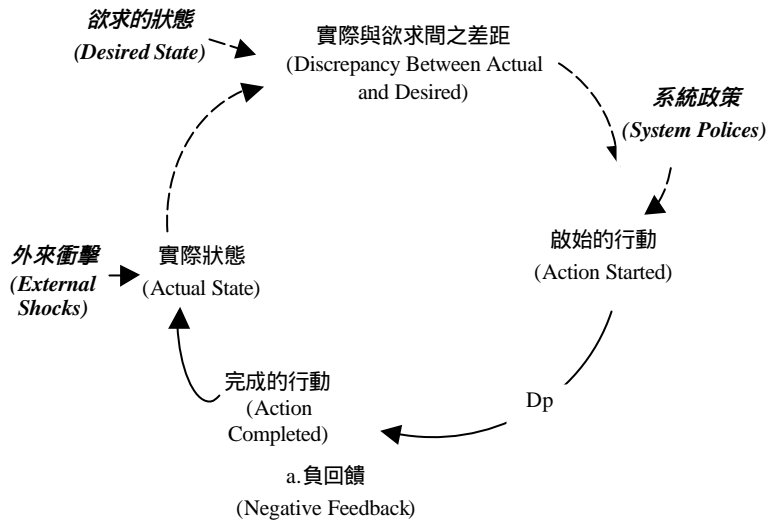 欲求的狀態
(Desired State)
實際與欲求間之差距
(Discrepancy Between Actual
and Desired)
系統政策
(System Polices)
啟始的行動
(Action Started)
外來衝擊
(External
Shocks)
實際狀態
(Actual State)
Dp
完成的行動
(Action
Completed)
a.負回饋
(Negative Feedback)